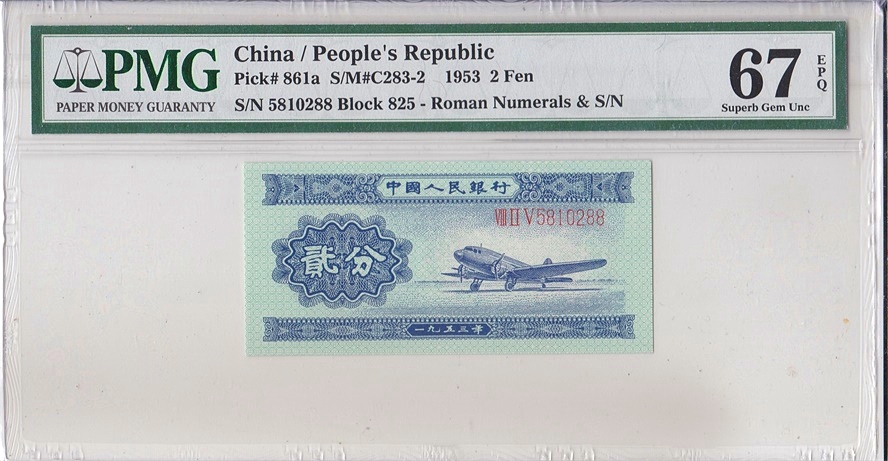 PMG
PAPER MONEY GUARANTY
China / People's Republic
Pick# 861a S/M#C283-2 1953 2 Fen
S/N 5810288 Block 825 - Roman Numerals & S/N
67 EPQ
Superb Gem Unc
中國人民銀行
VIII II V 5810288
貳分
一九五三年